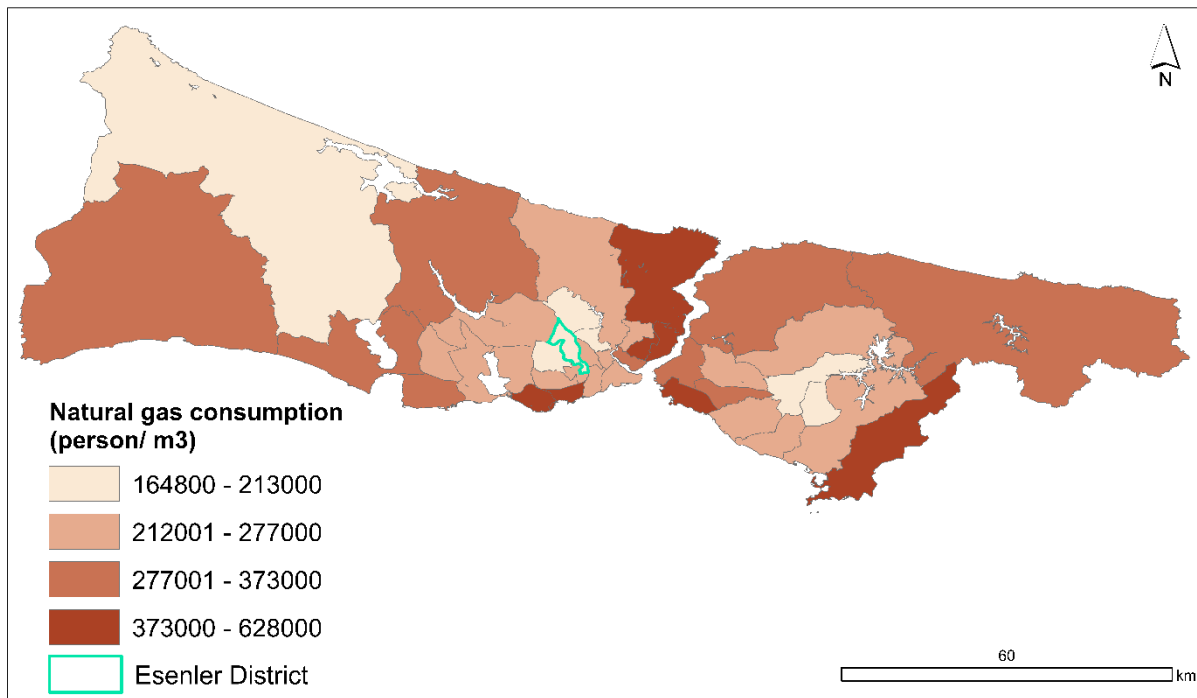 N
Natural gas consumption
(person/ m3)
164800 - 213000
212001 - 277000
277001 - 373000
373000 - 628000
Esenler District
60
km